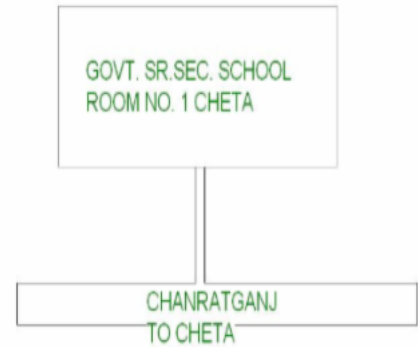 GOVT. SR.SEC. SCHOOL
ROOM NO. 1 CHETA
CHANRATGANJ
TO CHETA